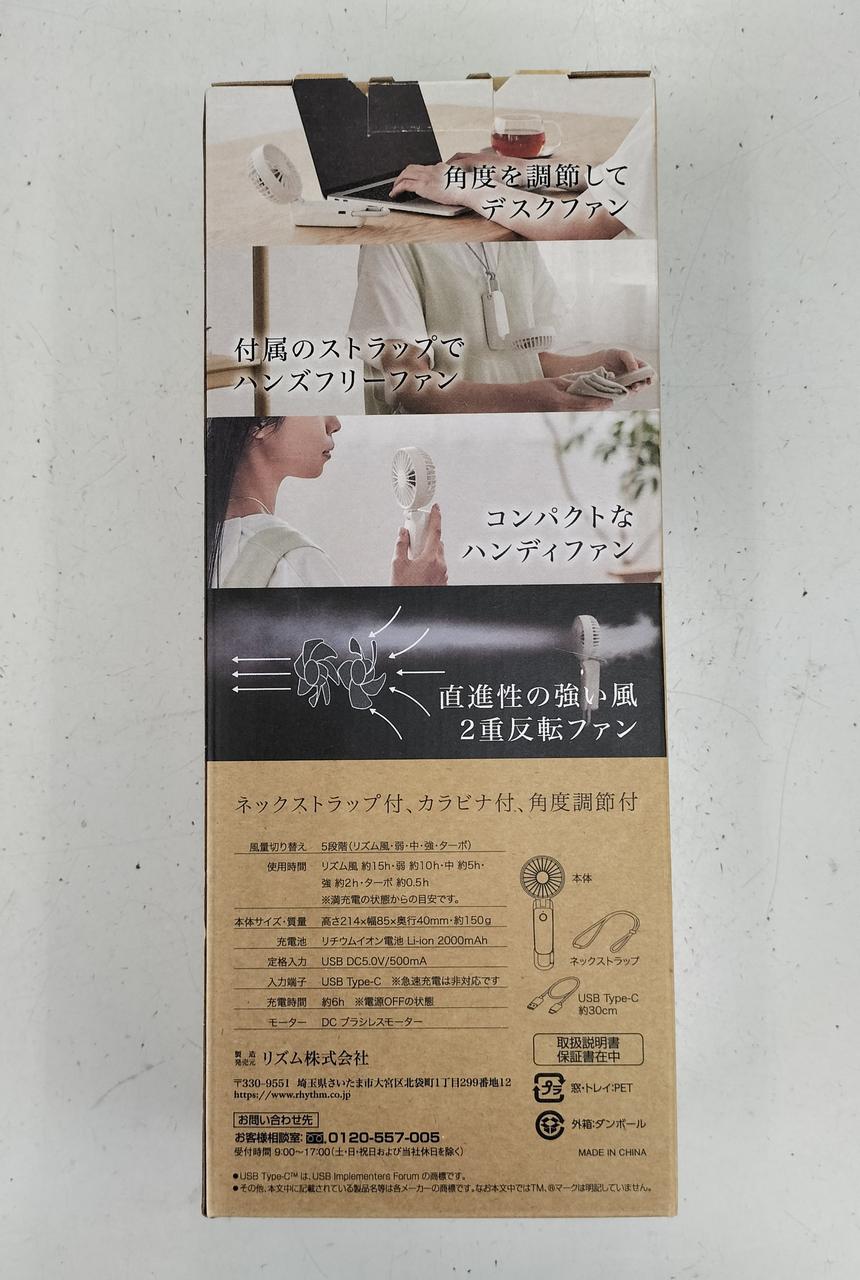 角度を調節して
デスクファン
付属のストラップで
ハンズフリーファン
コンパクトな
ハンディファン
直進性の強い風
2重反転ファン
ネックストラップ付、カラビナ付、角度調節付
風量切り替え 5段階(リズム風・弱・中・強・ターボ)
使用時間 リズム風 約15h・弱 約10h・中 約5h・
強 約2h・ターボ 約0.5h
※満充電の状態からの目安です。
本体サイズ・質量 高さ214×幅85×奥行40mm・約150g
充電池 リチウムイオン電池 Li-ion 2000mAh
定格入力 USB DC5.0V/500mA
入力端子 USB Type-C ※急速充電は非対応です
充電時間 約6h ※電源OFFの状態
モーター DC ブラシレスモーター
本体
ネックストラップ
USB Type-C
約30cm
取扱説明書
保証書在中
プラ 窓・トレイ:PET
外箱:ダンボール
MADE IN CHINA
製造発売元 リズム株式会社
〒330-9551 埼玉県さいたま市大宮区北袋町1丁目299番地12
https://www.rhythm.co.jp
お問い合わせ先
お客様相談室: 0120-557-005
受付時間 9:00〜17:00(土・日・祝日および当社休日を除く)
●USB Type-C™ は、USB Implementers Forum の商標です。
●その他、本文中に記載されている製品名等は各メーカーの商標です。なお本文中ではTM、®マークは明記していません。